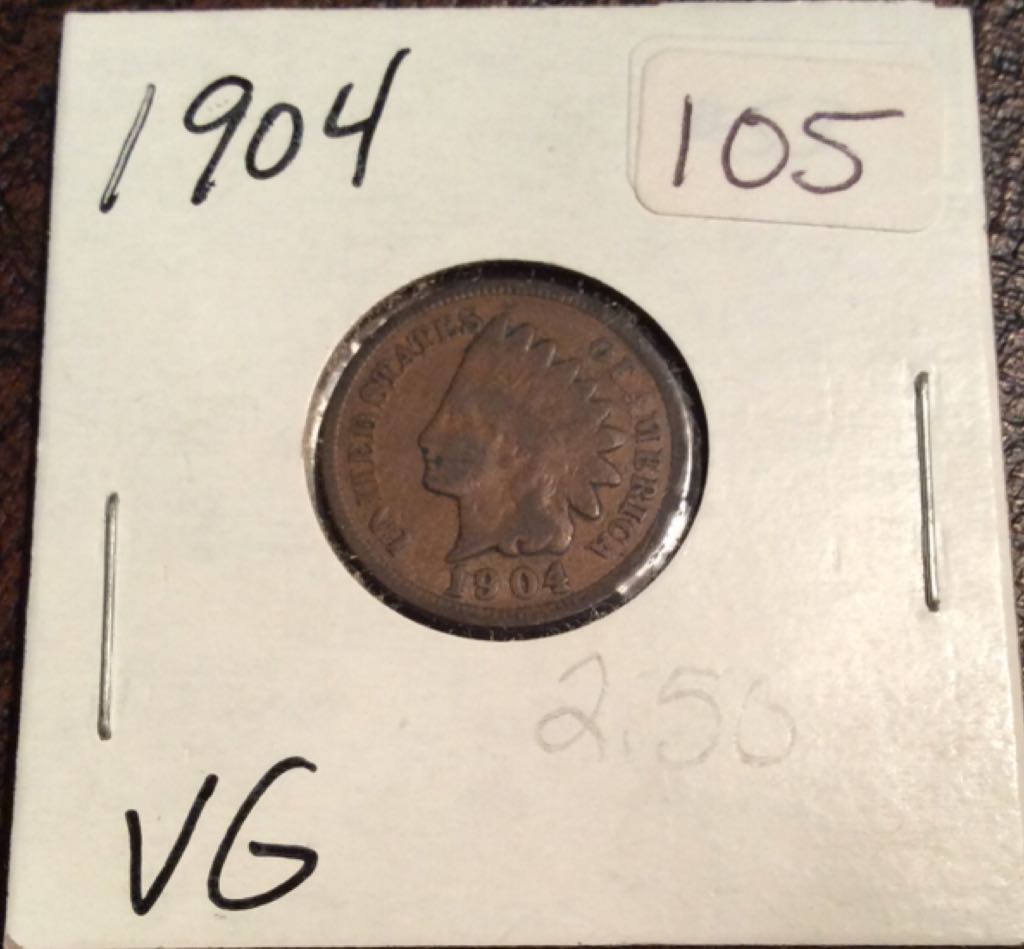 1904
105
UNITED STATES OF AMERICA
1904
2.50
VG